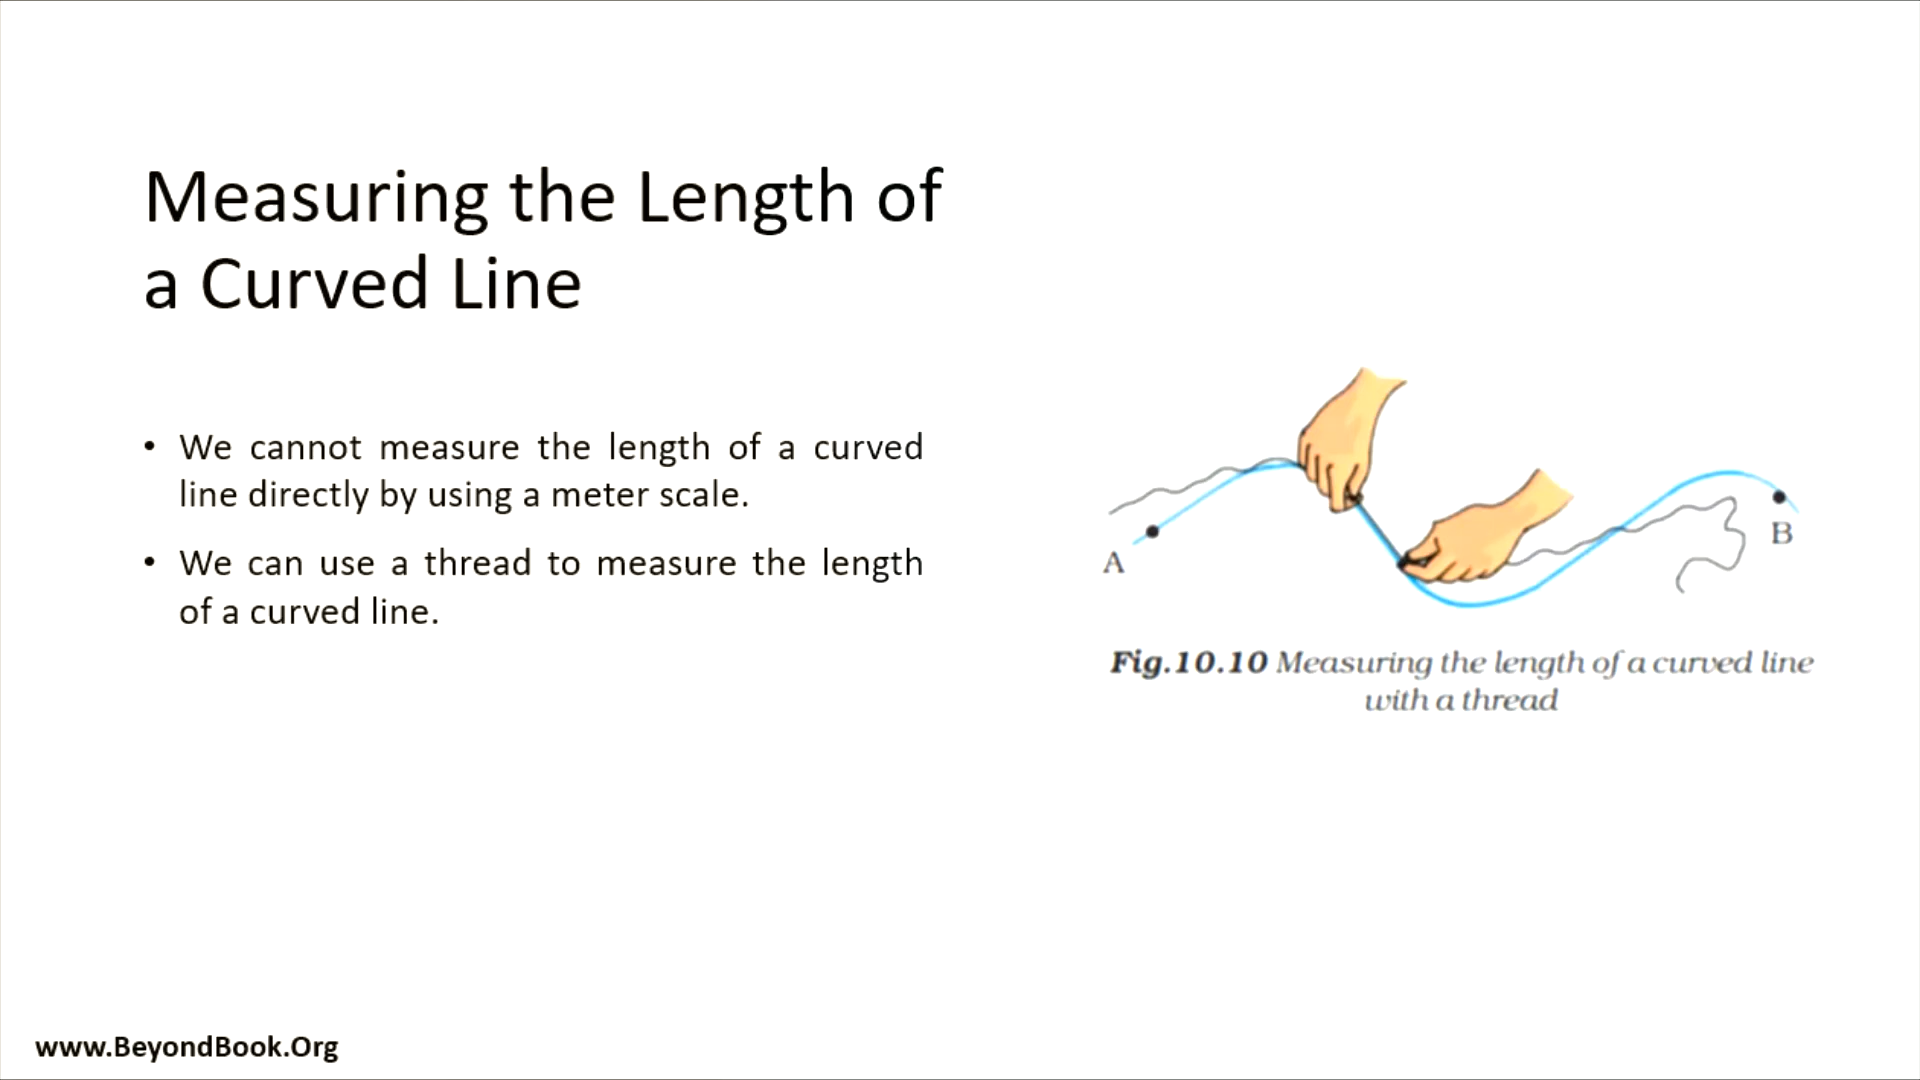 Measuring the Length of
a Curved Line
• We cannot measure the length of a curved
line directly by using a meter scale.
• We can use a thread to measure the length
of a curved line.
A
B
Fig.10.10 Measuring the length of a curved line
with a thread
www.BeyondBook.Org